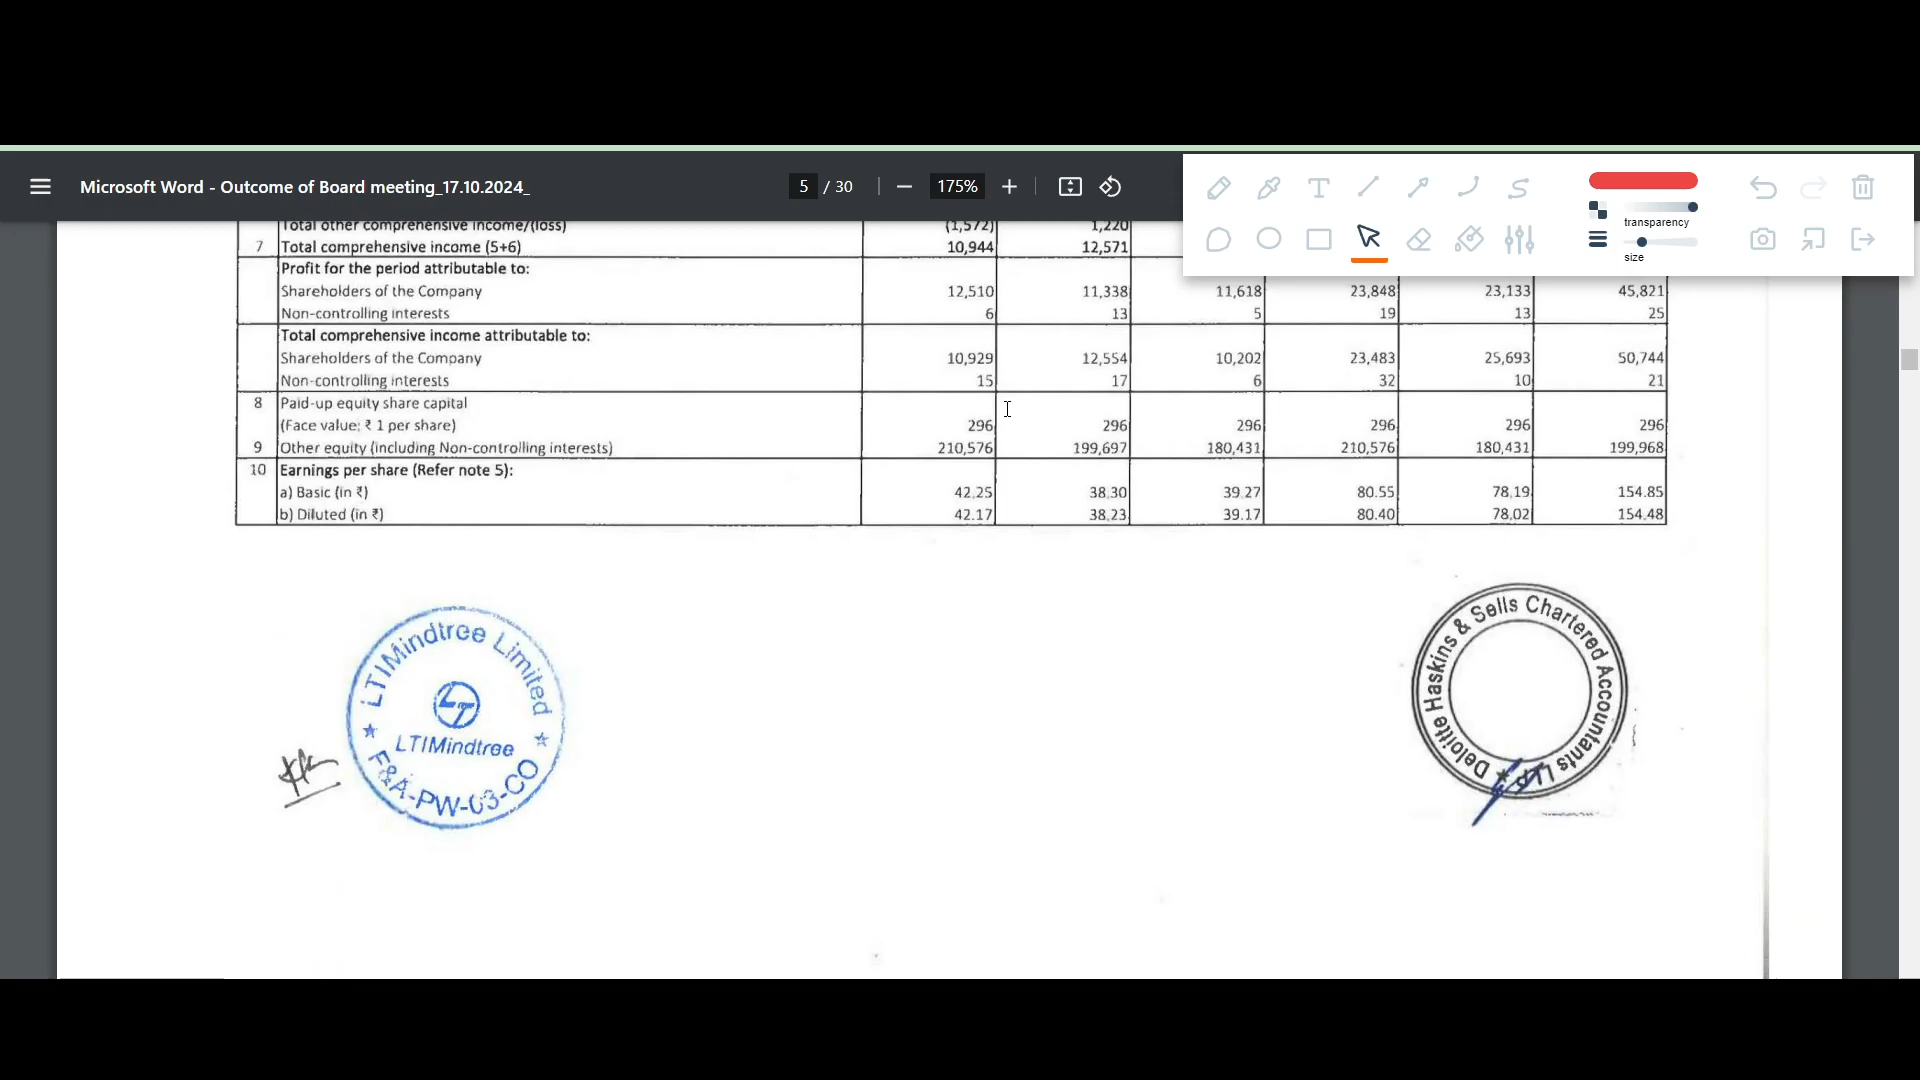 Microsoft Word - Outcome of Board meeting_17.10.2024_
5 / 30
175%
transparency
size
Total other comprehensive income/(loss) (1,572) 1,220
7 Total comprehensive income (5+6) 10,944 12,571
Profit for the period attributable to:
Shareholders of the Company 12,510 11,338 11,618 23,848 23,133 45,821
Non-controlling interests 6 13 5 19 13 25
Total comprehensive income attributable to:
Shareholders of the Company 10,929 12,554 10,202 23,483 25,693 50,744
Non-controlling interests 15 17 6 32 10 21
8 Paid-up equity share capital
(Face value: ₹ 1 per share) 296 296 296 296 296 296
9 Other equity (including Non-controlling interests) 210,576 199,697 180,431 210,576 180,431 199,968
10 Earnings per share (Refer note 5):
a) Basic (in ₹) 42.25 38.30 39.27 80.55 78.19 154.85
b) Diluted (in ₹) 42.17 38.23 39.17 80.40 78.02 154.48
LTIMindtree Limited
LT
LTIMindtree
F&A-PW-03-CO
Deloitte Haskins & Sells Chartered Accountants LLP